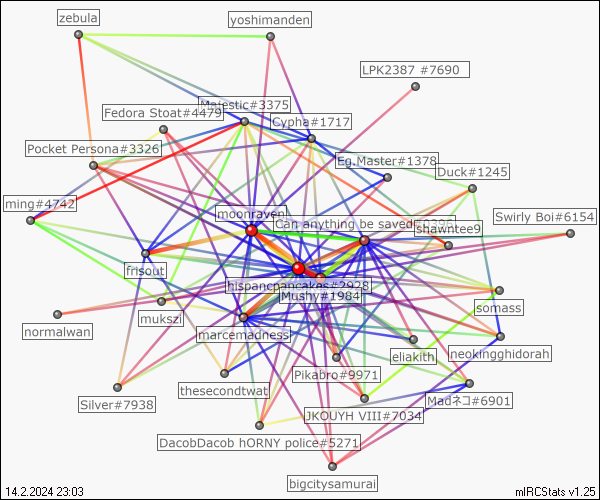 zebula
yoshimanden
LPK2387 #7690
Majestic#3375
Fedora Stoat#4479
Cypha#1717
Pocket Persona#3326
Eg.Master#1378
Duck#1245
ming#4742
moonraven
Can anything be saved
shawntee9
Swirly Boi#6154
frisout
hispancpancakes#2928
Mushy#1984
somass
mukszi
normalwan
marcemadness
eliakith
neokingghidorah
Pikabro#9971
thesecondtwat
Silver#7938
Madネコ#6901
JKOUYH VIII#7034
DacobDacob hORNY police#5271
bigcitysamurai
14.2.2024 23:03
mIRCStats v1.25